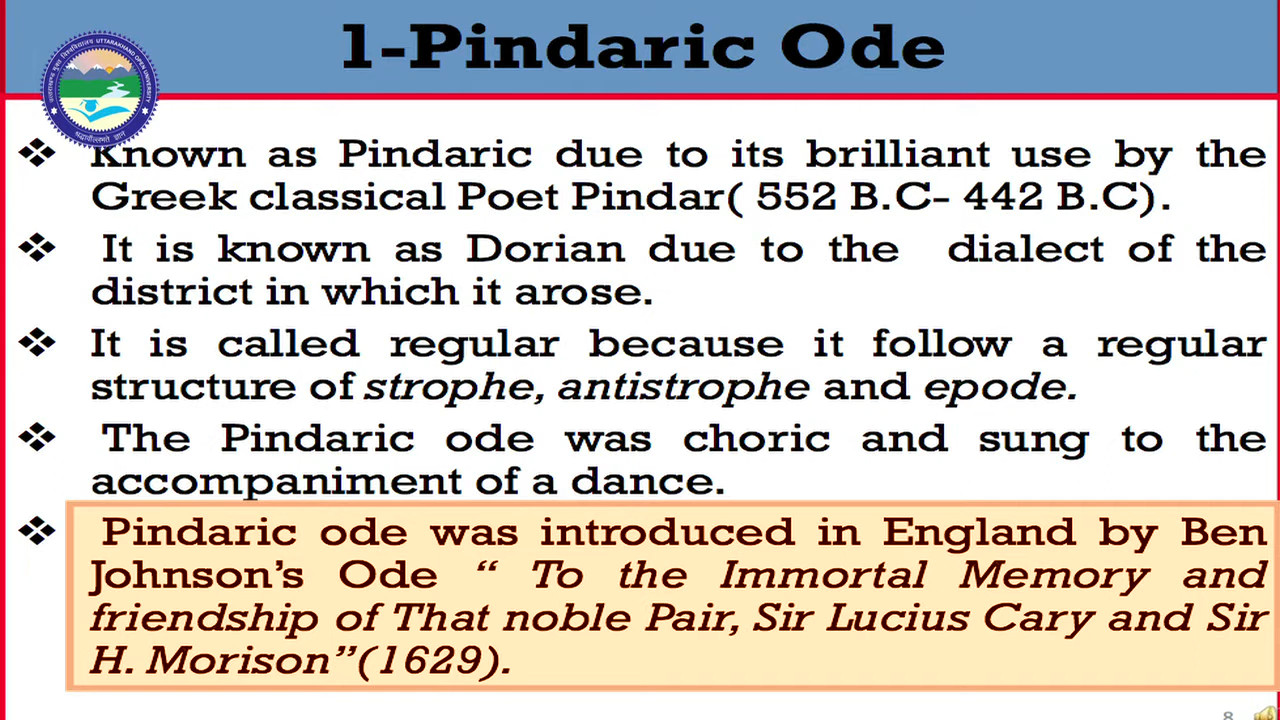 1-Pindaric Ode
UTTARAKHAND OPEN UNIVERSITY
❖ Known as Pindaric due to its brilliant use by the
Greek classical Poet Pindar( 552 B.C- 442 B.C).
❖ It is known as Dorian due to the dialect of the
district in which it arose.
❖ It is called regular because it follow a regular
structure of strophe, antistrophe and epode.
❖ The Pindaric ode was choric and sung to the
accompaniment of a dance.
❖ Pindaric ode was introduced in England by Ben
Johnson’s Ode “ To the Immortal Memory and
friendship of That noble Pair, Sir Lucius Cary and Sir
H. Morison”(1629).
8